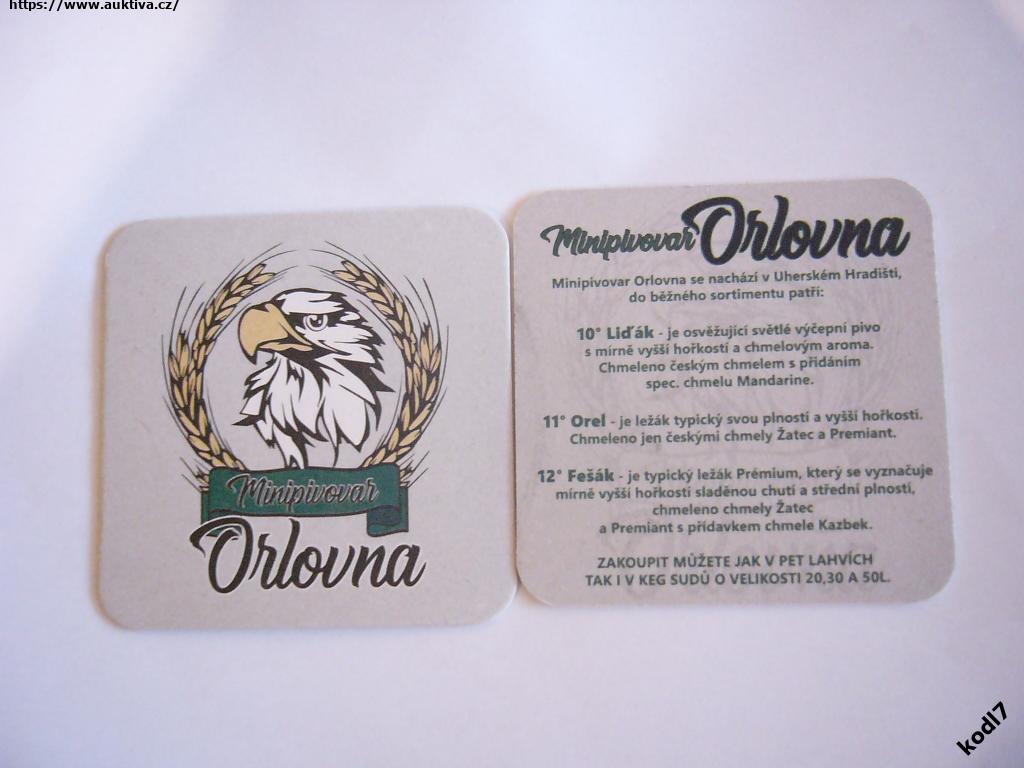 https://www.auktiva.cz/
Minipivovar
Orlovna
Minipivovar Orlovna
Minipivovar Orlovna se nachází v Uherském Hradišti,
do běžného sortimentu patří:
10° Liďák - je osvěžující světlé výčepní pivo
s mírně vyšší hořkostí a chmelovým aroma.
Chmeleno českým chmelem s přidáním
spec. chmelu Mandarine.
11° Orel - je ležák typický svou plností a vyšší hořkostí.
Chmeleno jen českými chmely Žatec a Premiant.
12° Fešák - je typický ležák Prémium, který se vyznačuje
mírně vyšší hořkostí sladěnou chutí a střední plností,
chmeleno chmely Žatec
a Premiant s přídavkem chmele Kazbek.
ZAKOUPIT MŮŽETE JAK V PET LAHVÍCH
TAK I V KEG SUDŮ O VELIKOSTI 20,30 A 50L.
kodl7